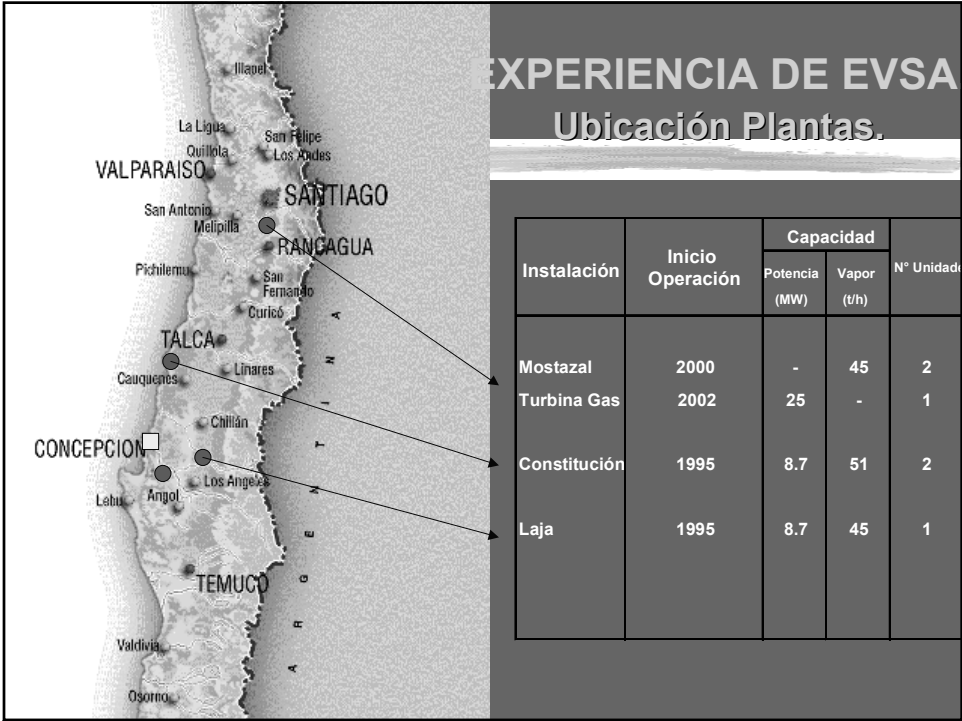 EXPERIENCIA DE EVSA
Ubicación Plantas.
Illapel
La Ligua
San Felipe
Quillota
Los Andes
VALPARAISO
SANTIAGO
San Antonio
Melipilla
RANCAGUA
Pichilemu
San
Fernando
Curicó
TALCA
Linares
Cauquenes
Chillán
CONCEPCION
Los Angeles
Angol
Lebu
TEMUCO
Valdivia
Osorno
ARGENTINA
Instalación
Inicio
Operación
Capacidad
Potencia
(MW)
Vapor
(t/h)
N° Unidade
Mostazal 2000 - 45 2
Turbina Gas 2002 25 - 1
Constitución 1995 8.7 51 2
Laja 1995 8.7 45 1